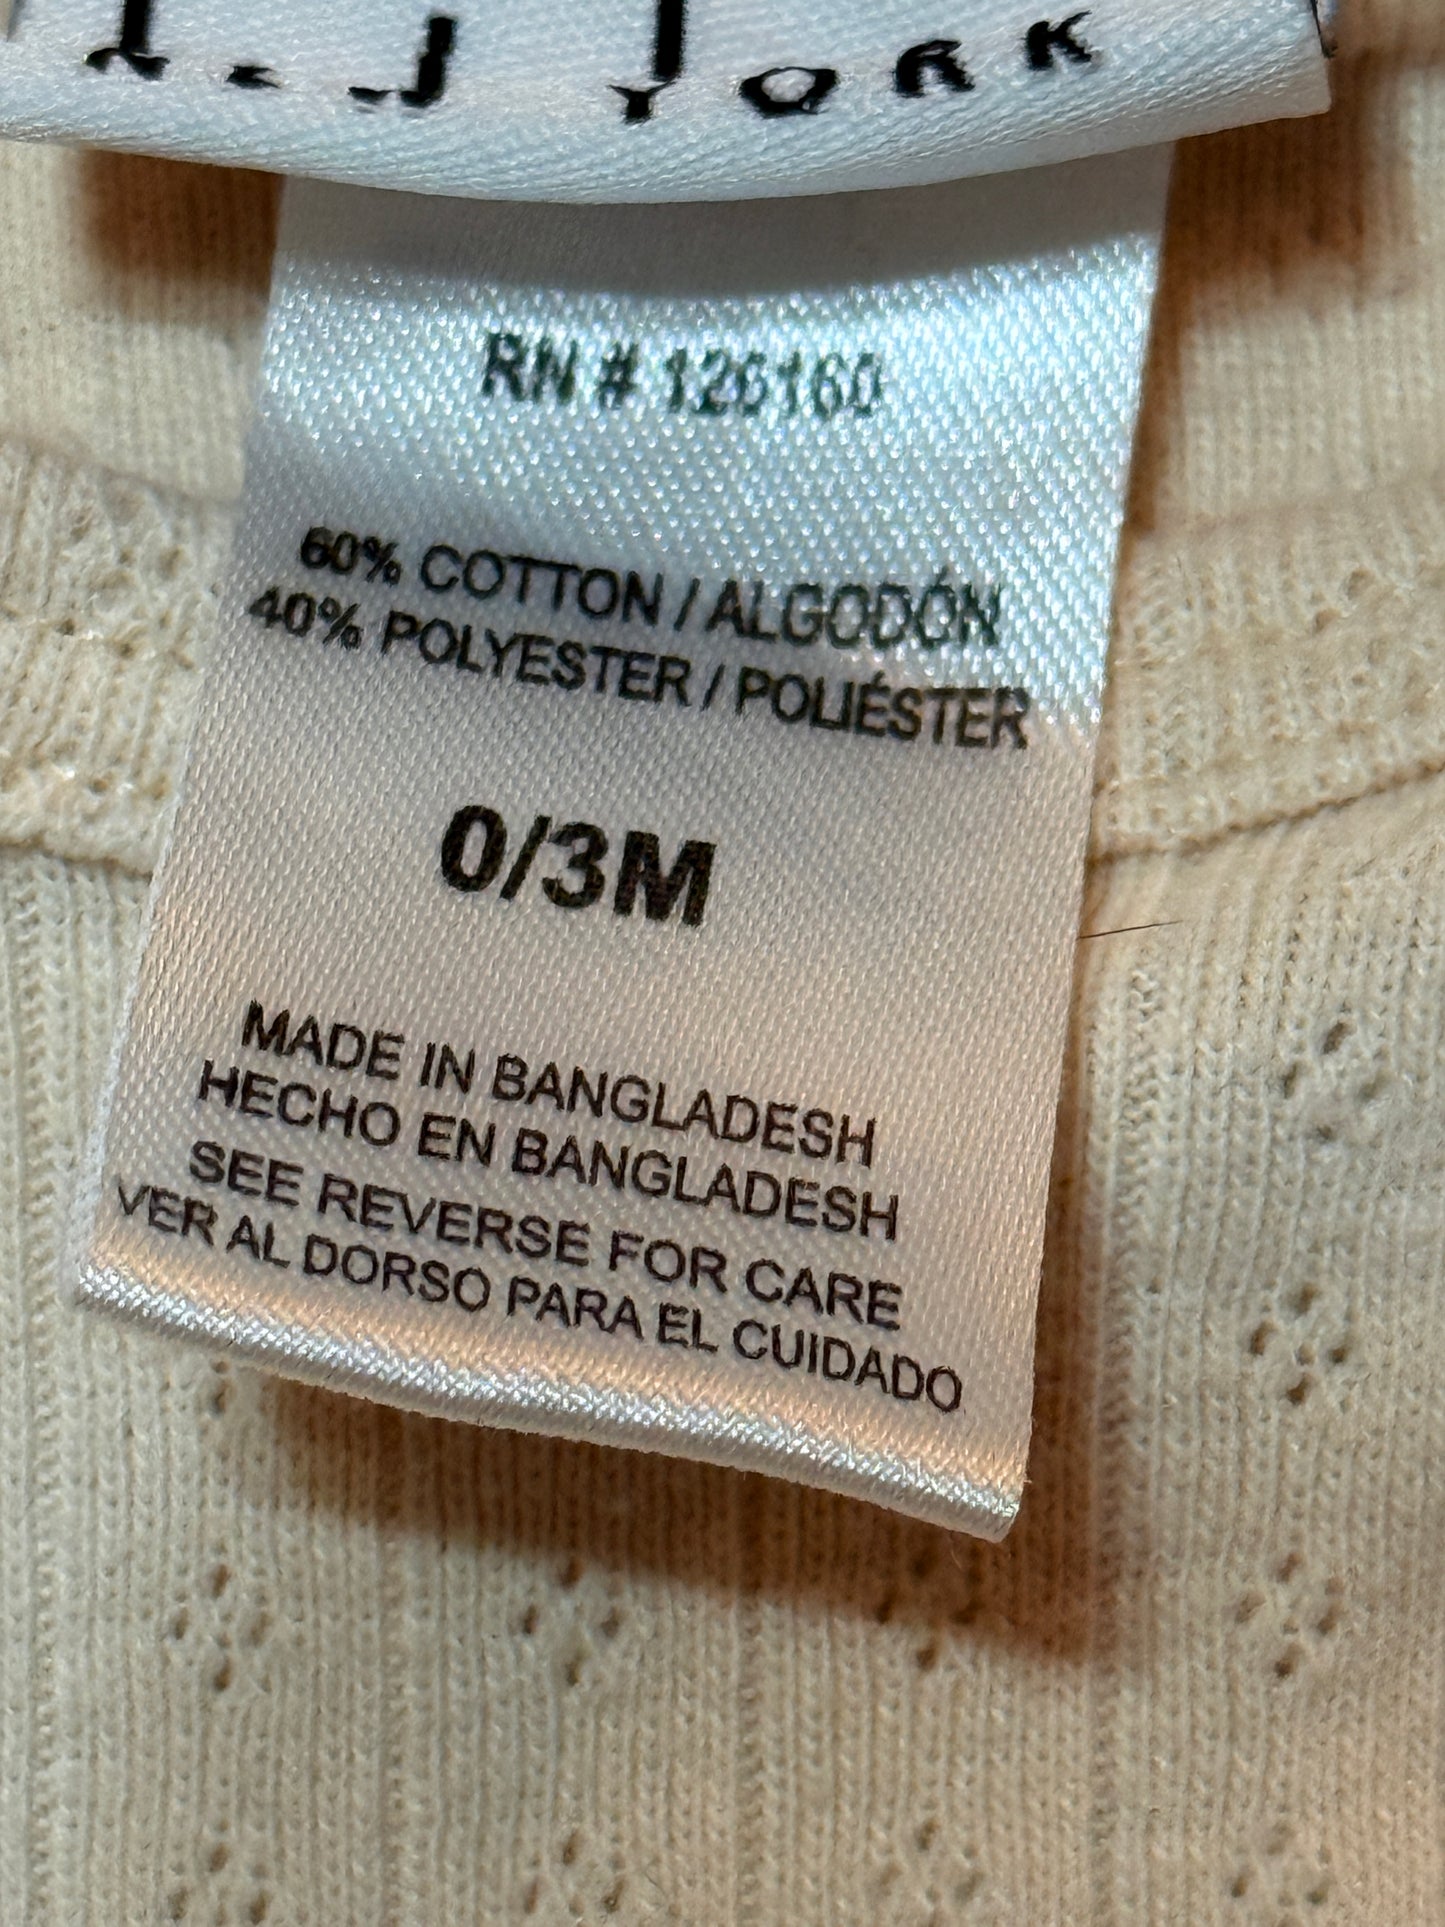 YORK
RN # 126160
60% COTTON / ALGODÓN
40% POLYESTER / POLIÉSTER
0/3M
MADE IN BANGLADESH
HECHO EN BANGLADESH
SEE REVERSE FOR CARE
VER AL DORSO PARA EL CUIDADO